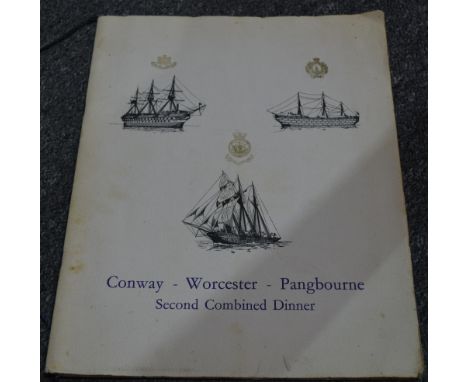 Conway - Worcester - Pangbourne
Second Combined Dinner